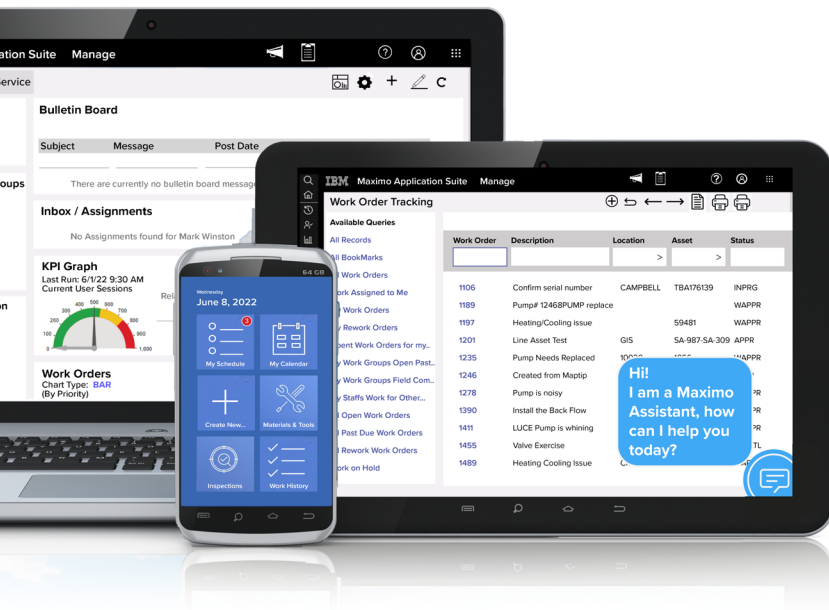 Suite Manage
Bulletin Board
Subject Message Post Date
There are currently no bulletin board
Inbox / Assignments
No Assignments found for Mark Winston
KPI Graph
Last Run: 6/1/22 9:30 AM
Current User Sessions
300 400 500 600 700
200 800
100 900
0 1,000
Work Orders
Chart Type: BAR
(By Priority)
64 GB
Wednesday
June 8, 2022
3
My Schedule My Calendar
Create New... Materials & Tools
Inspections Work History
IBM Maximo Application Suite Manage
Work Order Tracking
Available Queries
All Records
All BookMarks
Work Orders
Assigned to Me
Work Orders
Rework Orders
Work Orders for my..
Work Groups Open Past..
Work Groups Field Com..
Staffs Work for Other...
Open Work Orders
Past Due Work Orders
Rework Work Orders
on Hold
Work Order Description Location Asset Status
> >
1106 Confirm serial number CAMPBELL TBA176139 INPRG
1189 Pump# 12468PUMP replace WAPPR
1197 Heating/Cooling issue 59481 WAPPR
1201 Line Asset Test GIS SA-987-SA-309 APPR
1235 Pump Needs Replaced
1246 Created from Maptip
1278 Pump is noisy
1390 Install the Back Flow
1411 LUCE Pump is whining
1455 Valve Exercise
1489 Heating Cooling Issue
Hi!
I am a Maximo
Assistant, how
can I help you
today?